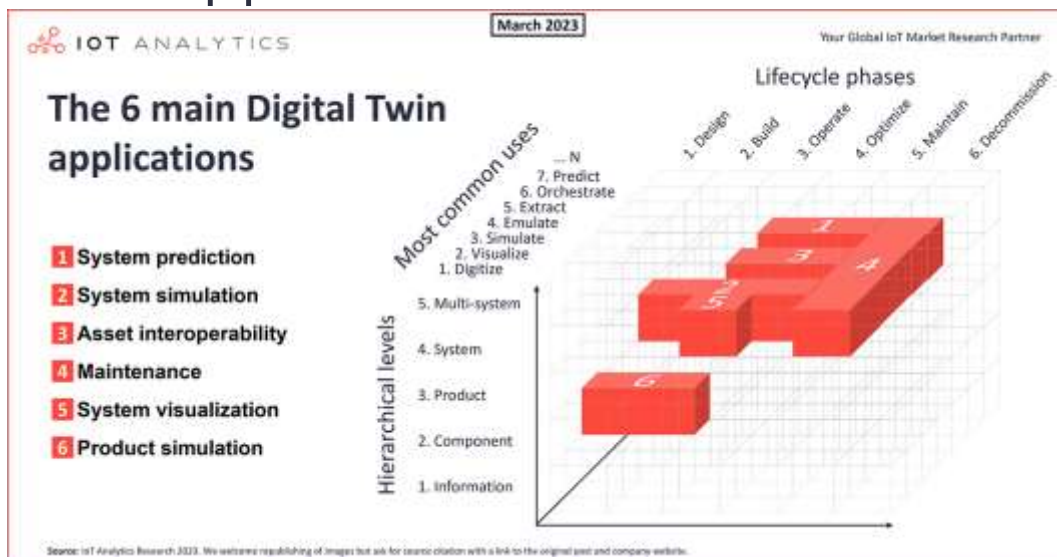 IOT ANALYTICS
March 2023
Your Global IoT Market Research Partner
The 6 main Digital Twin
applications
1 System prediction
2 System simulation
3 Asset interoperability
4 Maintenance
5 System visualization
6 Product simulation
Lifecycle phases
1. Design
2. Build
3. Operate
4. Optimize
5. Maintain
6. Decommission
Most common uses
... N
7. Predict
6. Orchestrate
5. Extract
4. Emulate
3. Simulate
2. Visualize
1. Digitize
Hierarchical levels
5. Multi-system
4. System
3. Product
2. Component
1. Information
1
3
4
2
5
6
Source: IoT Analytics Research 2023. We welcome republishing of images but ask for source citation with a link to the original post and company website.